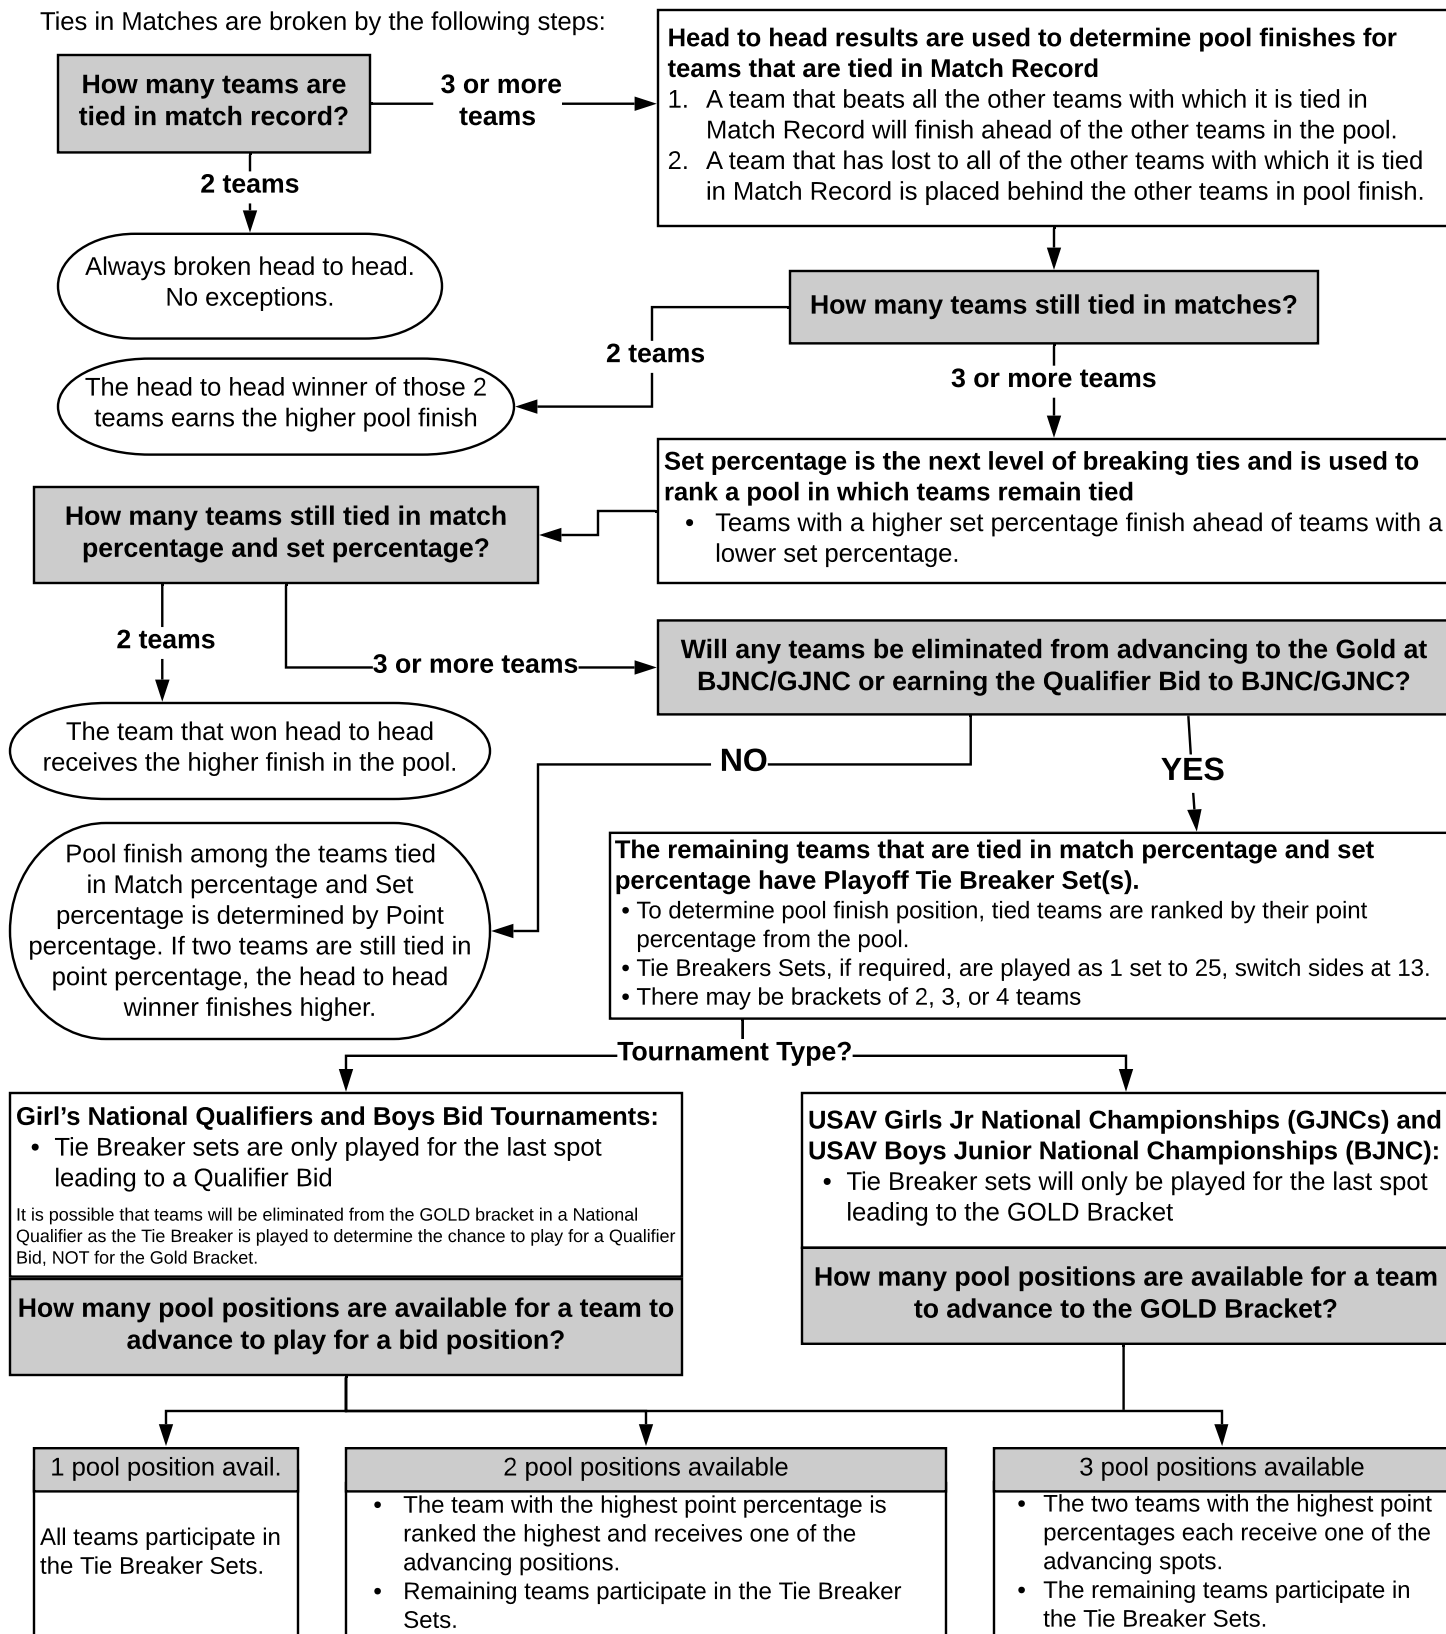 Ties in Matches are broken by the following steps:
How many teams are
tied in match record?
3 or more
teams
Head to head results are used to determine pool finishes for
teams that are tied in Match Record
1. A team that beats all the other teams with which it is tied in
Match Record will finish ahead of the other teams in the pool.
2. A team that has lost to all of the other teams with which it is tied
in Match Record is placed behind the other teams in pool finish.
2 teams
Always broken head to head.
No exceptions.
How many teams still tied in matches?
2 teams
The head to head winner of those 2
teams earns the higher pool finish
3 or more teams
Set percentage is the next level of breaking ties and is used to
rank a pool in which teams remain tied
• Teams with a higher set percentage finish ahead of teams with a
lower set percentage.
How many teams still tied in match
percentage and set percentage?
2 teams
3 or more teams
Will any teams be eliminated from advancing to the Gold at
BJNC/GJNC or earning the Qualifier Bid to BJNC/GJNC?
The team that won head to head
receives the higher finish in the pool.
NO
YES
Pool finish among the teams tied
in Match percentage and Set
percentage is determined by Point
percentage. If two teams are still tied in
point percentage, the head to head
winner finishes higher.
The remaining teams that are tied in match percentage and set
percentage have Playoff Tie Breaker Set(s).
• To determine pool finish position, tied teams are ranked by their point
percentage from the pool.
• Tie Breakers Sets, if required, are played as 1 set to 25, switch sides at 13.
• There may be brackets of 2, 3, or 4 teams
Tournament Type?
Girl’s National Qualifiers and Boys Bid Tournaments:
• Tie Breaker sets are only played for the last spot
leading to a Qualifier Bid
It is possible that teams will be eliminated from the GOLD bracket in a National
Qualifier as the Tie Breaker is played to determine the chance to play for a Qualifier
Bid, NOT for the Gold Bracket.
How many pool positions are available for a team to
advance to play for a bid position?
USAV Girls Jr National Championships (GJNCs) and
USAV Boys Junior National Championships (BJNC):
• Tie Breaker sets will only be played for the last spot
leading to the GOLD Bracket
How many pool positions are available for a team
to advance to the GOLD Bracket?
1 pool position avail.
All teams participate in
the Tie Breaker Sets.
2 pool positions available
• The team with the highest point percentage is
ranked the highest and receives one of the
advancing positions.
• Remaining teams participate in the Tie Breaker
Sets.
3 pool positions available
• The two teams with the highest point
percentages each receive one of the
advancing spots.
• The remaining teams participate in
the Tie Breaker Sets.